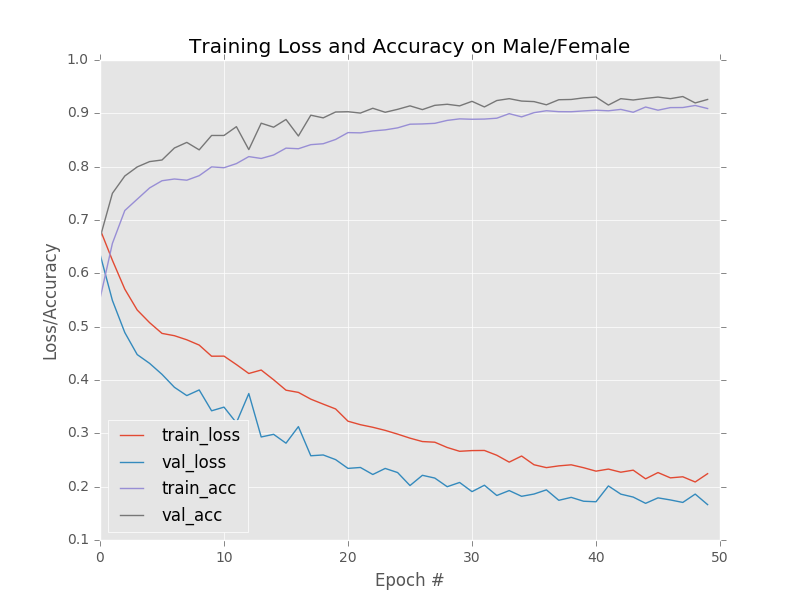 Training Loss and Accuracy on Male/Female
1.0
0.9
0.8
0.7
0.6
0.5
0.4
0.3
0.2
0.1
Loss/Accuracy
train_loss
val_loss
train_acc
val_acc
0 10 20 30 40 50
Epoch #